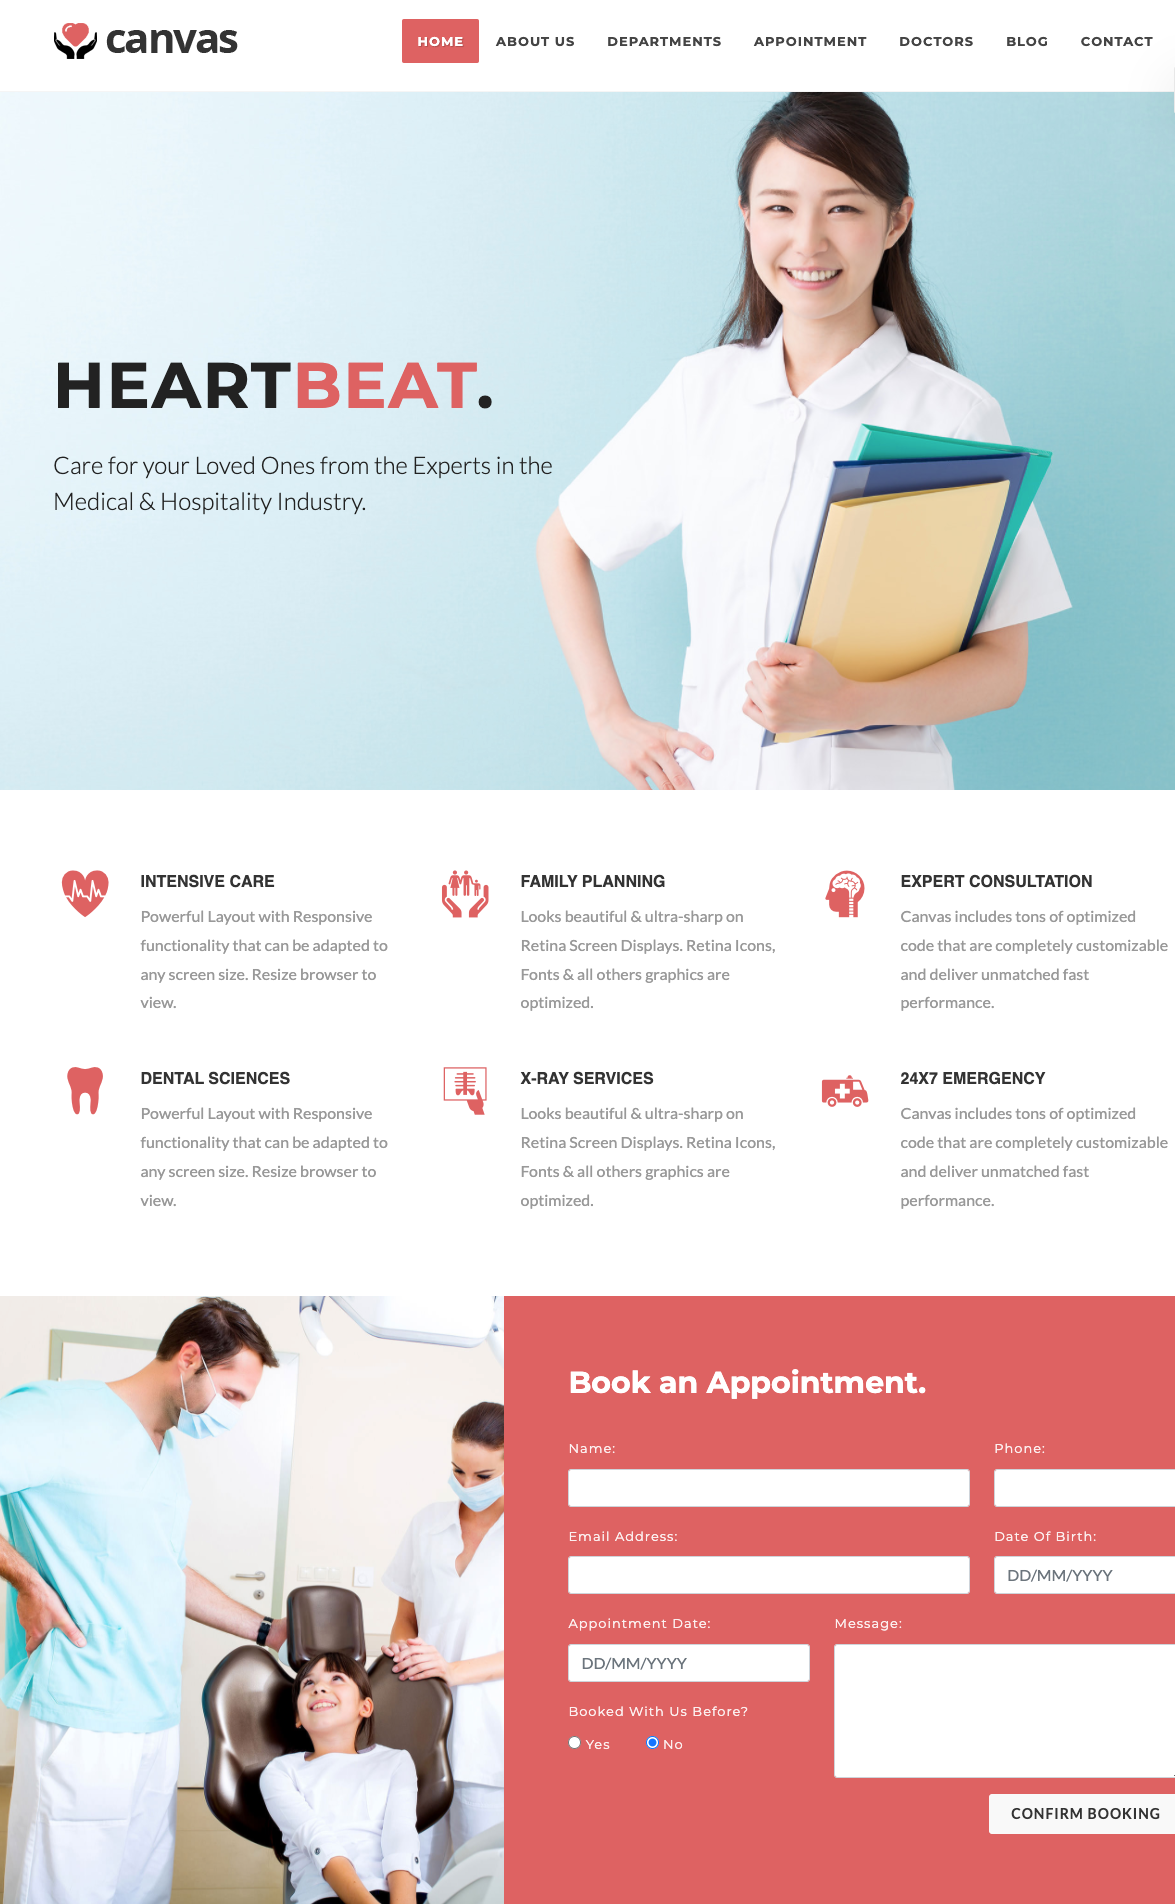 canvas
HOME ABOUT US DEPARTMENTS APPOINTMENT DOCTORS BLOG CONTACT
HEARTBEAT.
Care for your Loved Ones from the Experts in the
Medical & Hospitality Industry.
INTENSIVE CARE
Powerful Layout with Responsive
functionality that can be adapted to
any screen size. Resize browser to
view.
FAMILY PLANNING
Looks beautiful & ultra-sharp on
Retina Screen Displays. Retina Icons,
Fonts & all others graphics are
optimized.
EXPERT CONSULTATION
Canvas includes tons of optimized
code that are completely customizable
and deliver unmatched fast
performance.
DENTAL SCIENCES
Powerful Layout with Responsive
functionality that can be adapted to
any screen size. Resize browser to
view.
X-RAY SERVICES
Looks beautiful & ultra-sharp on
Retina Screen Displays. Retina Icons,
Fonts & all others graphics are
optimized.
24X7 EMERGENCY
Canvas includes tons of optimized
code that are completely customizable
and deliver unmatched fast
performance.
Book an Appointment.
Name: Phone:
Email Address: Date Of Birth:
DD/MM/YYYY
Appointment Date: Message:
DD/MM/YYYY
Booked With Us Before?
Yes No
CONFIRM BOOKING